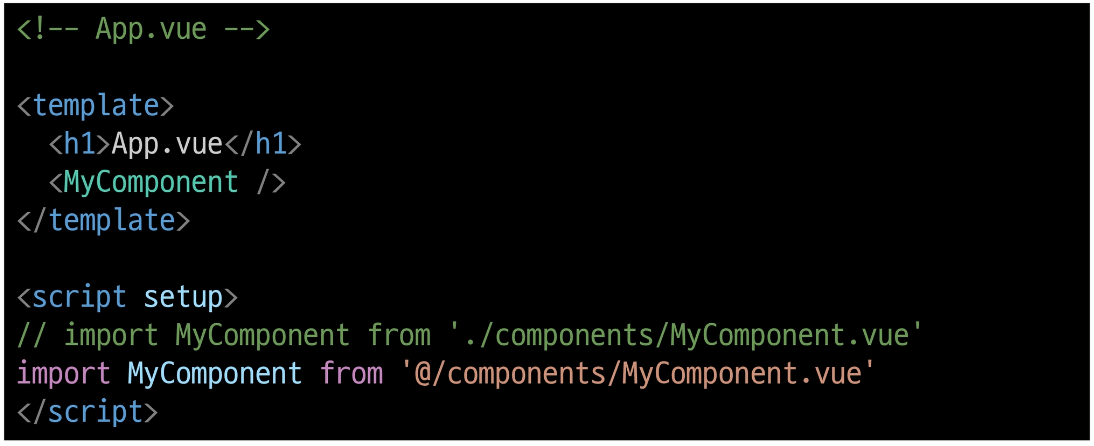 <!-- App.vue -->
<template>
<h1>App.vue</h1>
<MyComponent />
</template>
<script setup>
// import MyComponent from './components/MyComponent.vue'
import MyComponent from '@/components/MyComponent.vue'
</script>